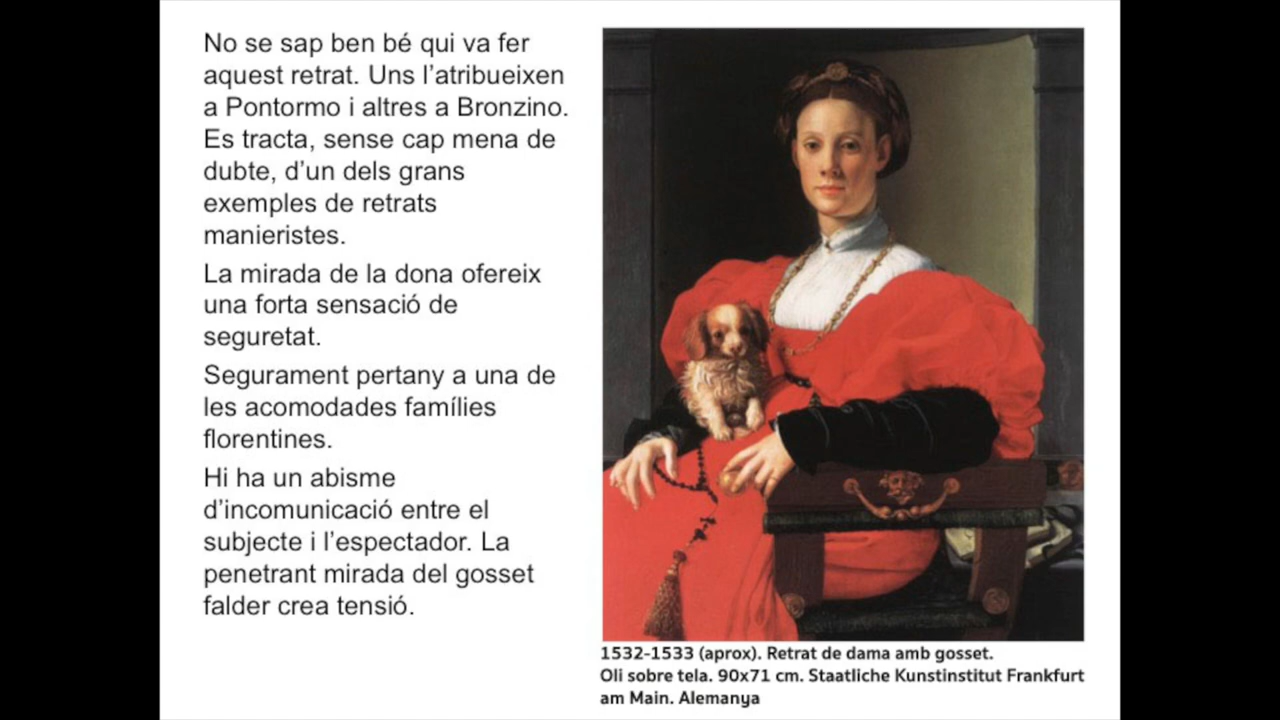 No se sap ben bé qui va fer
aquest retrat. Uns l’atribueixen
a Pontormo i altres a Bronzino.
Es tracta, sense cap mena de
dubte, d’un dels grans
exemples de retrats
manieristes.
La mirada de la dona ofereix
una forta sensació de
seguretat.
Segurament pertany a una de
les acomodades famílies
florentines.
Hi ha un abisme
d’incomunicació entre el
subjecte i l’espectador. La
penetrant mirada del gosset
falder crea tensió.
1532-1533 (aprox). Retrat de dama amb gosset.
Oli sobre tela. 90x71 cm. Staatliche Kunstinstitut Frankfurt
am Main. Alemanya